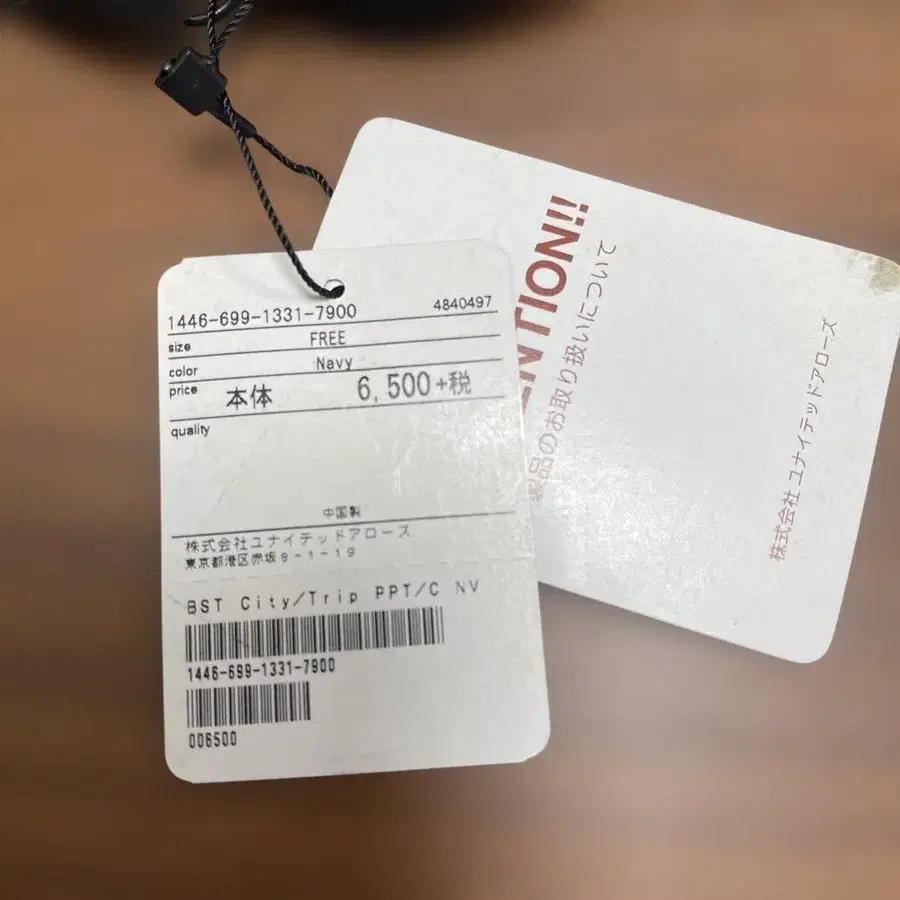 1446-699-1331-7900 4840497
size FREE
color Navy
price 本体 6,500+税
quality
中国製
株式会社ユナイテッドアローズ
東京都港区赤坂8-1-19
BST City/Trip PPT/C NV
1446-699-1331-7900
006500
TION!!
製品のお取り扱いについて
株式会社 ユナイテッドアローズ